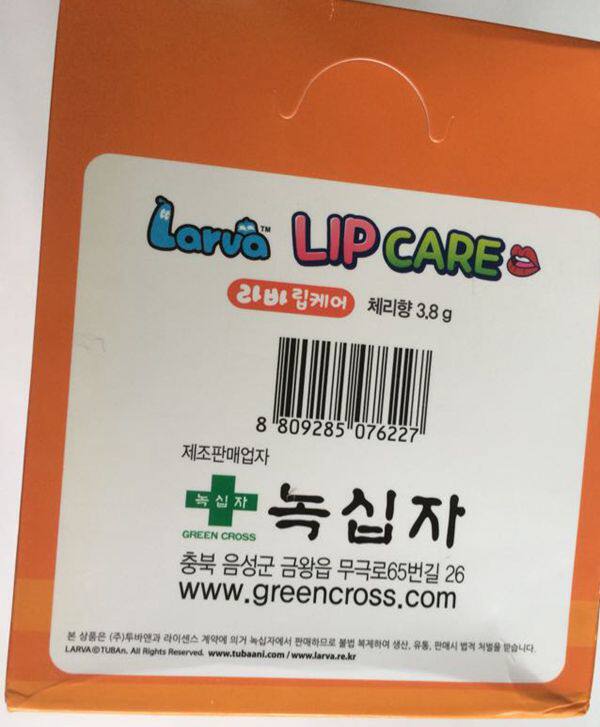 Larva™ LIP CARE
라바 립케어 체리향 3.8 g
8 809285 076227
제조판매업자
녹십자 녹십자
GREEN CROSS
충북 음성군 금왕읍 무극로65번길 26
www.greencross.com
본 상품은 (주)투바앤과 라이센스 계약에 의거 녹십자에서 판매하므로 불법 복제하여 생산, 유통, 판매시 법적 처벌을 받습니다.
LARVA©TUBAn. All Rights Reserved. www.tubaani.com / www.larva.re.kr